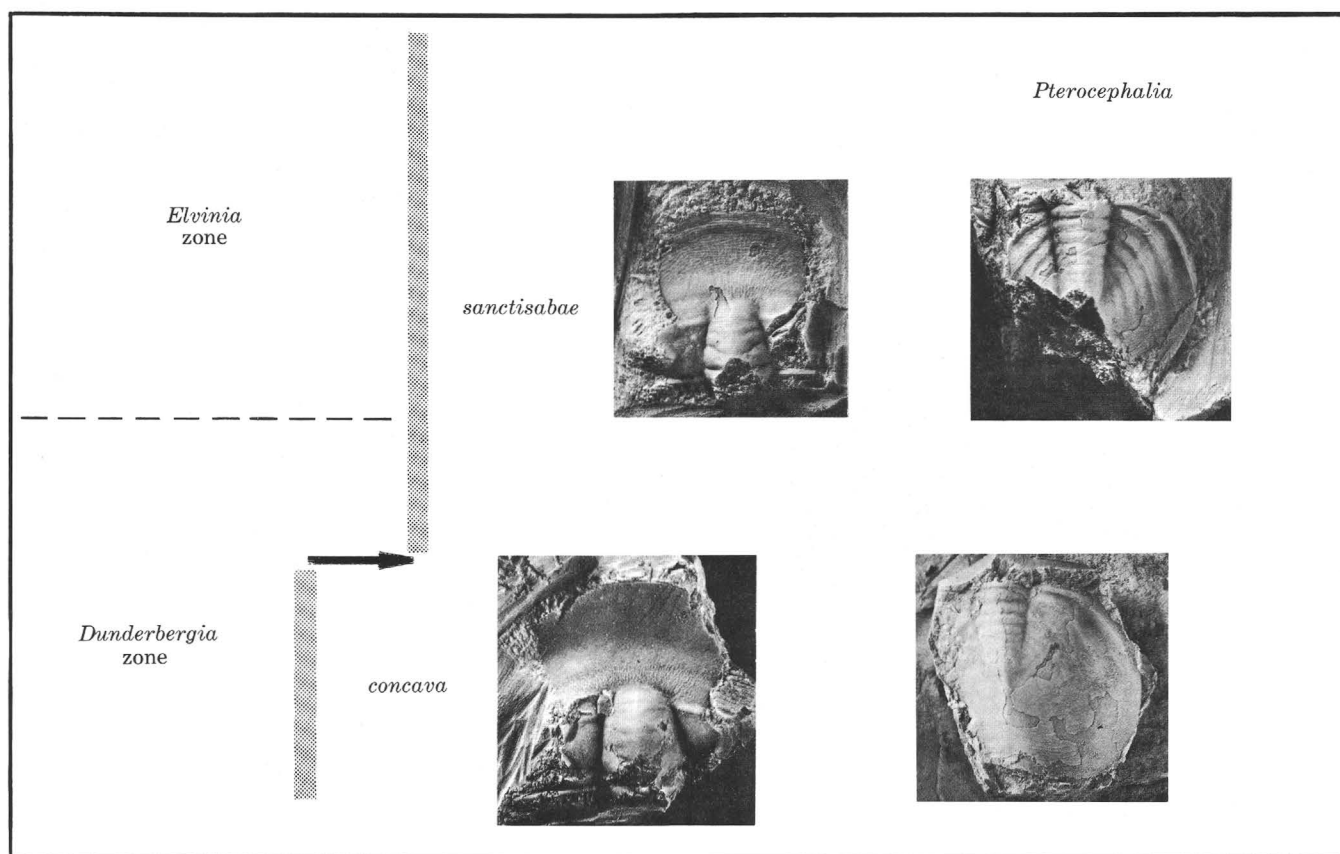 Pterocephalia
Elvinia
zone
sanctisabae
Dunderbergia
zone
concava